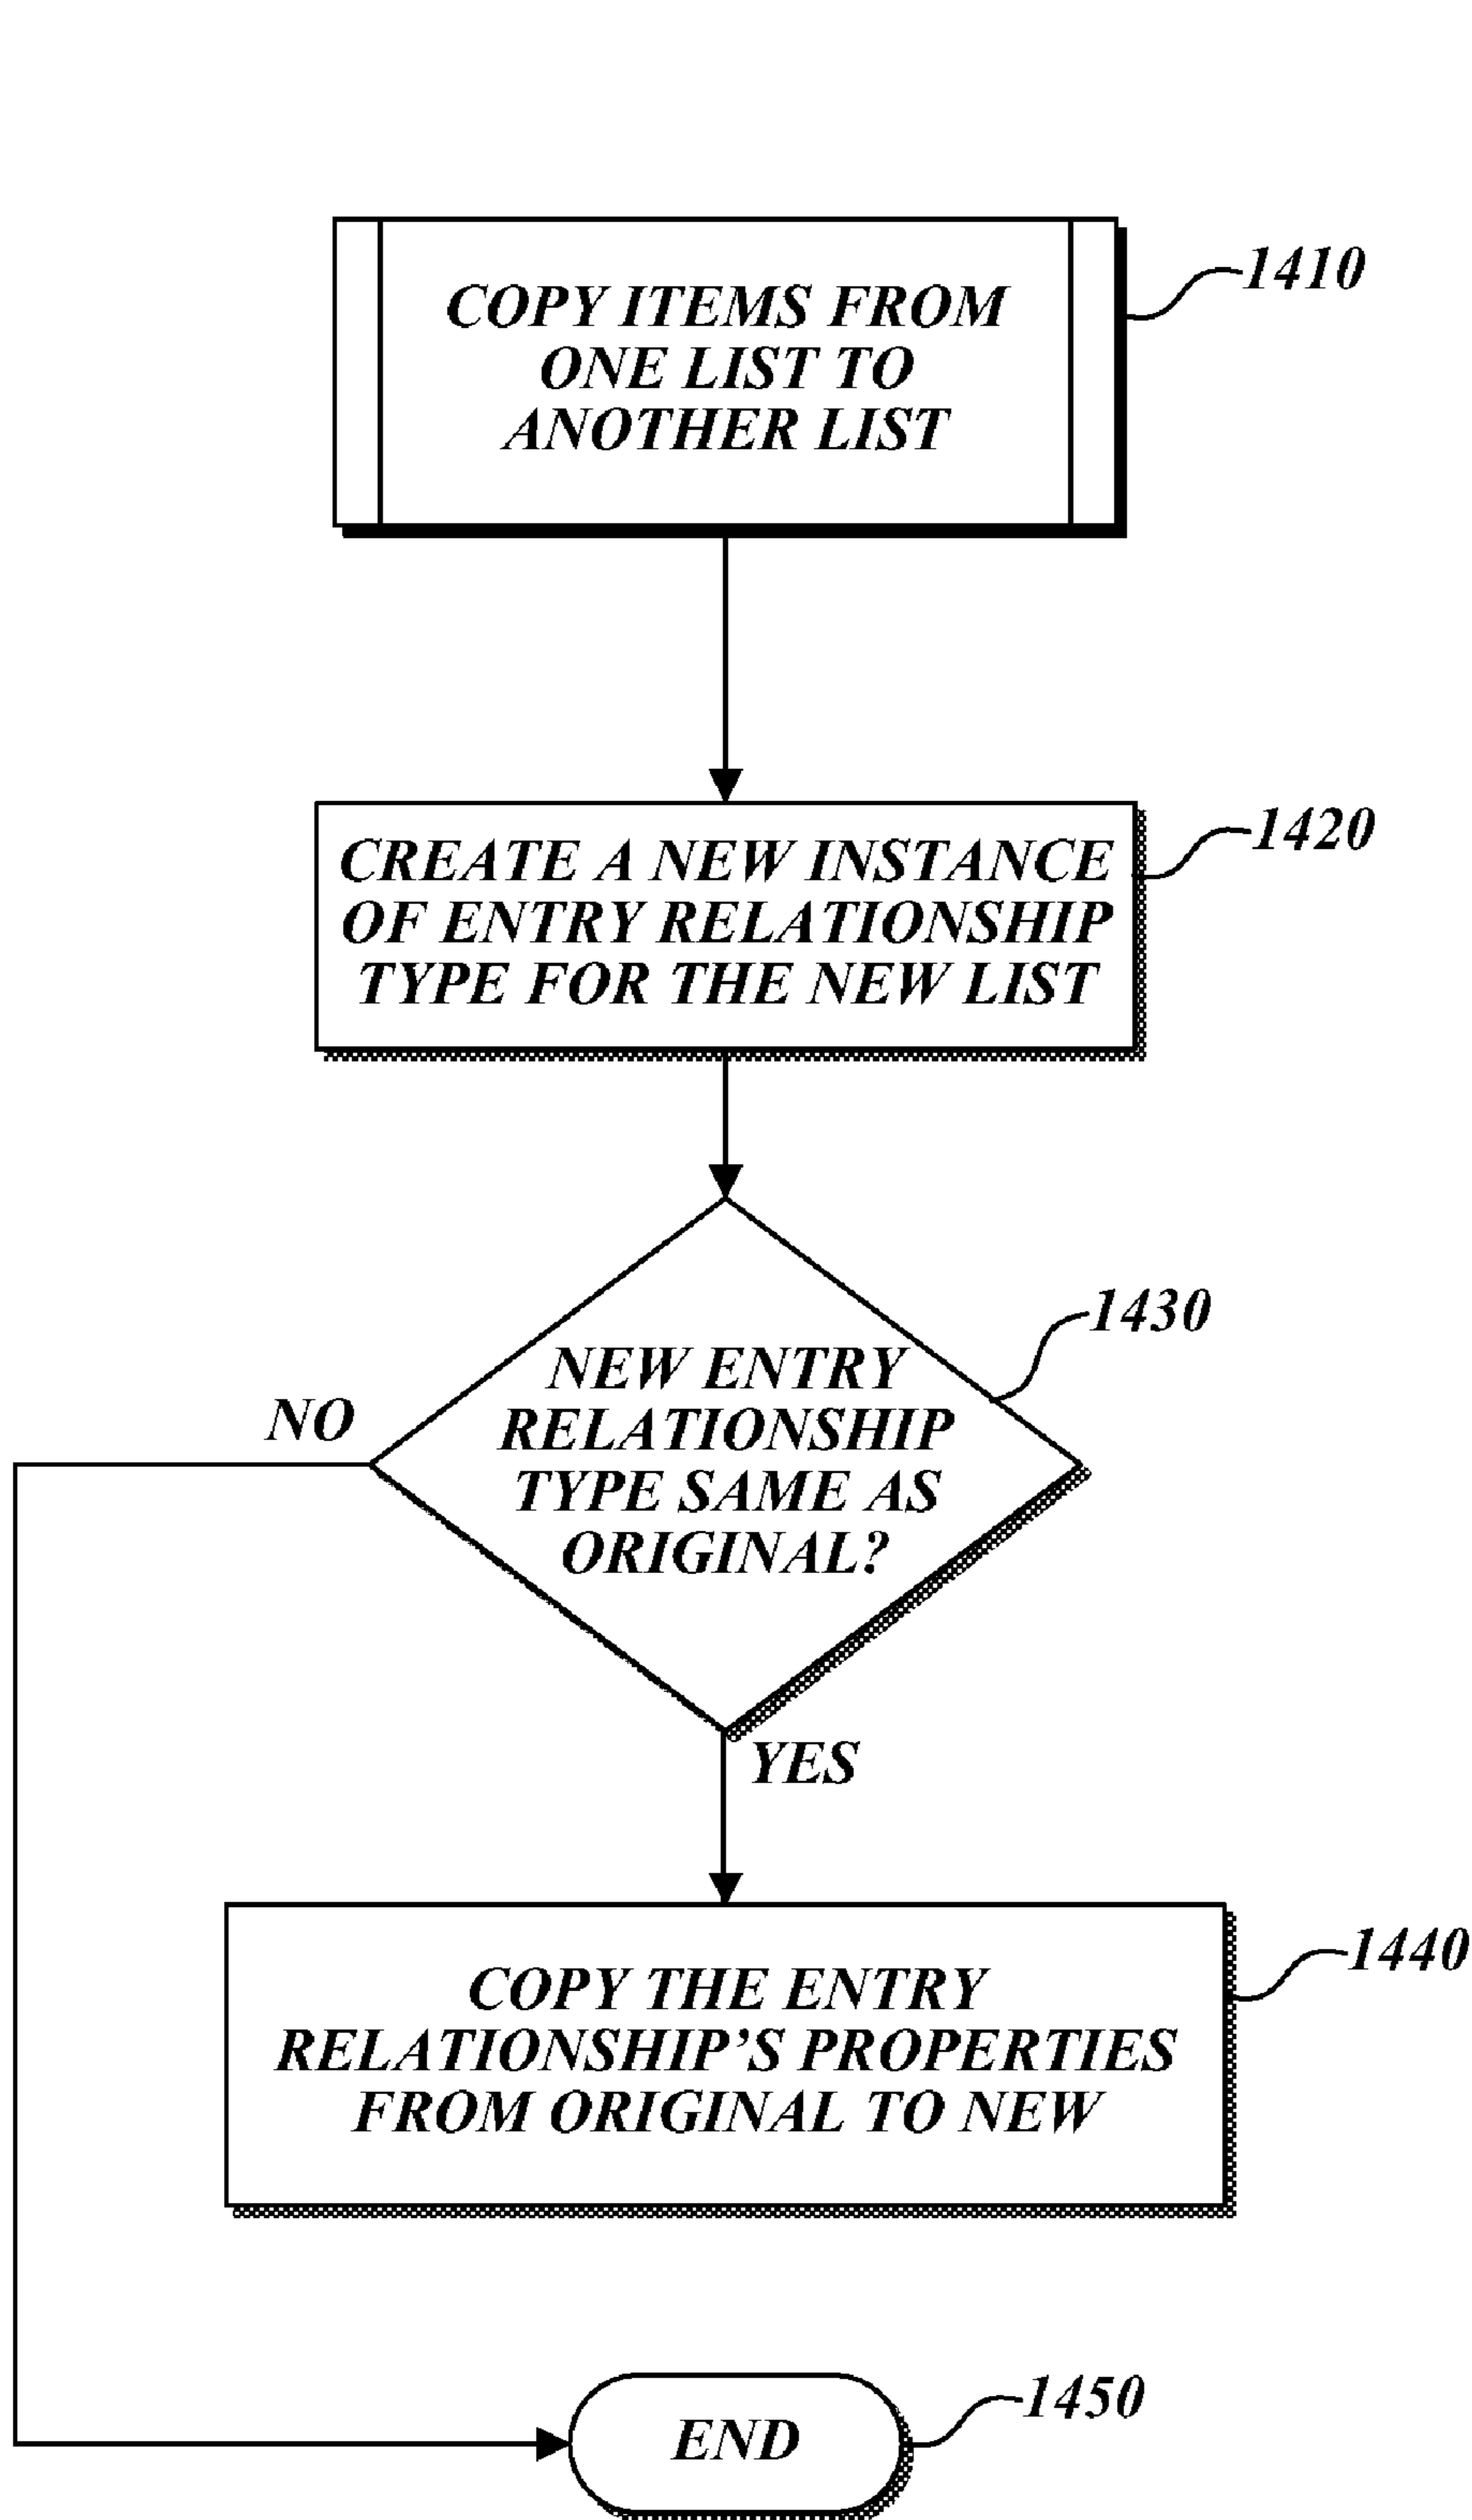 COPY ITEMS FROM
ONE LIST TO
ANOTHER LIST
1410
CREATE A NEW INSTANCE
OF ENTRY RELATIONSHIP
TYPE FOR THE NEW LIST
1420
NEW ENTRY
RELATIONSHIP
TYPE SAME AS
ORIGINAL?
1430
NO
YES
COPY THE ENTRY
RELATIONSHIP’S PROPERTIES
FROM ORIGINAL TO NEW
1440
END
1450